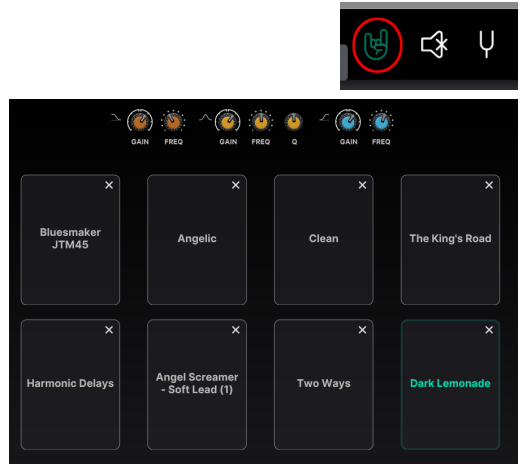 GAIN FREQ GAIN FREQ Q GAIN FREQ
Bluesmaker
JTM45
Angelic
Clean
The King's Road
Harmonic Delays
Angel Screamer
- Soft Lead (1)
Two Ways
Dark Lemonade